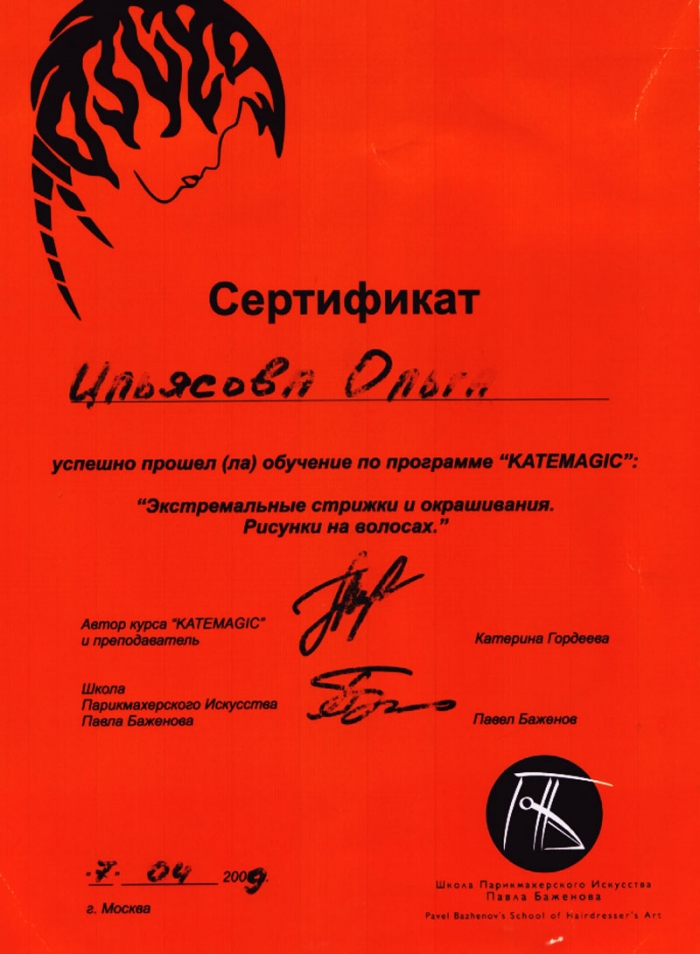 Сертификат
Ильясова Ольга
успешно прошел (ла) обучение по программе “KATEMAGIC”:
“Экстремальные стрижки и окрашивания.
Рисунки на волосах.”
Автор курса “KATEMAGIC”
и преподаватель
Катерина Гордеева
Школа
Парикмахерского Искусства
Павла Баженова
Павел Баженов
"7" 04 2009г.
г. Москва
Школа Парикмахерского Искусства
Павла Баженова
Pavel Bazhenov's School of Hairdresser's Art